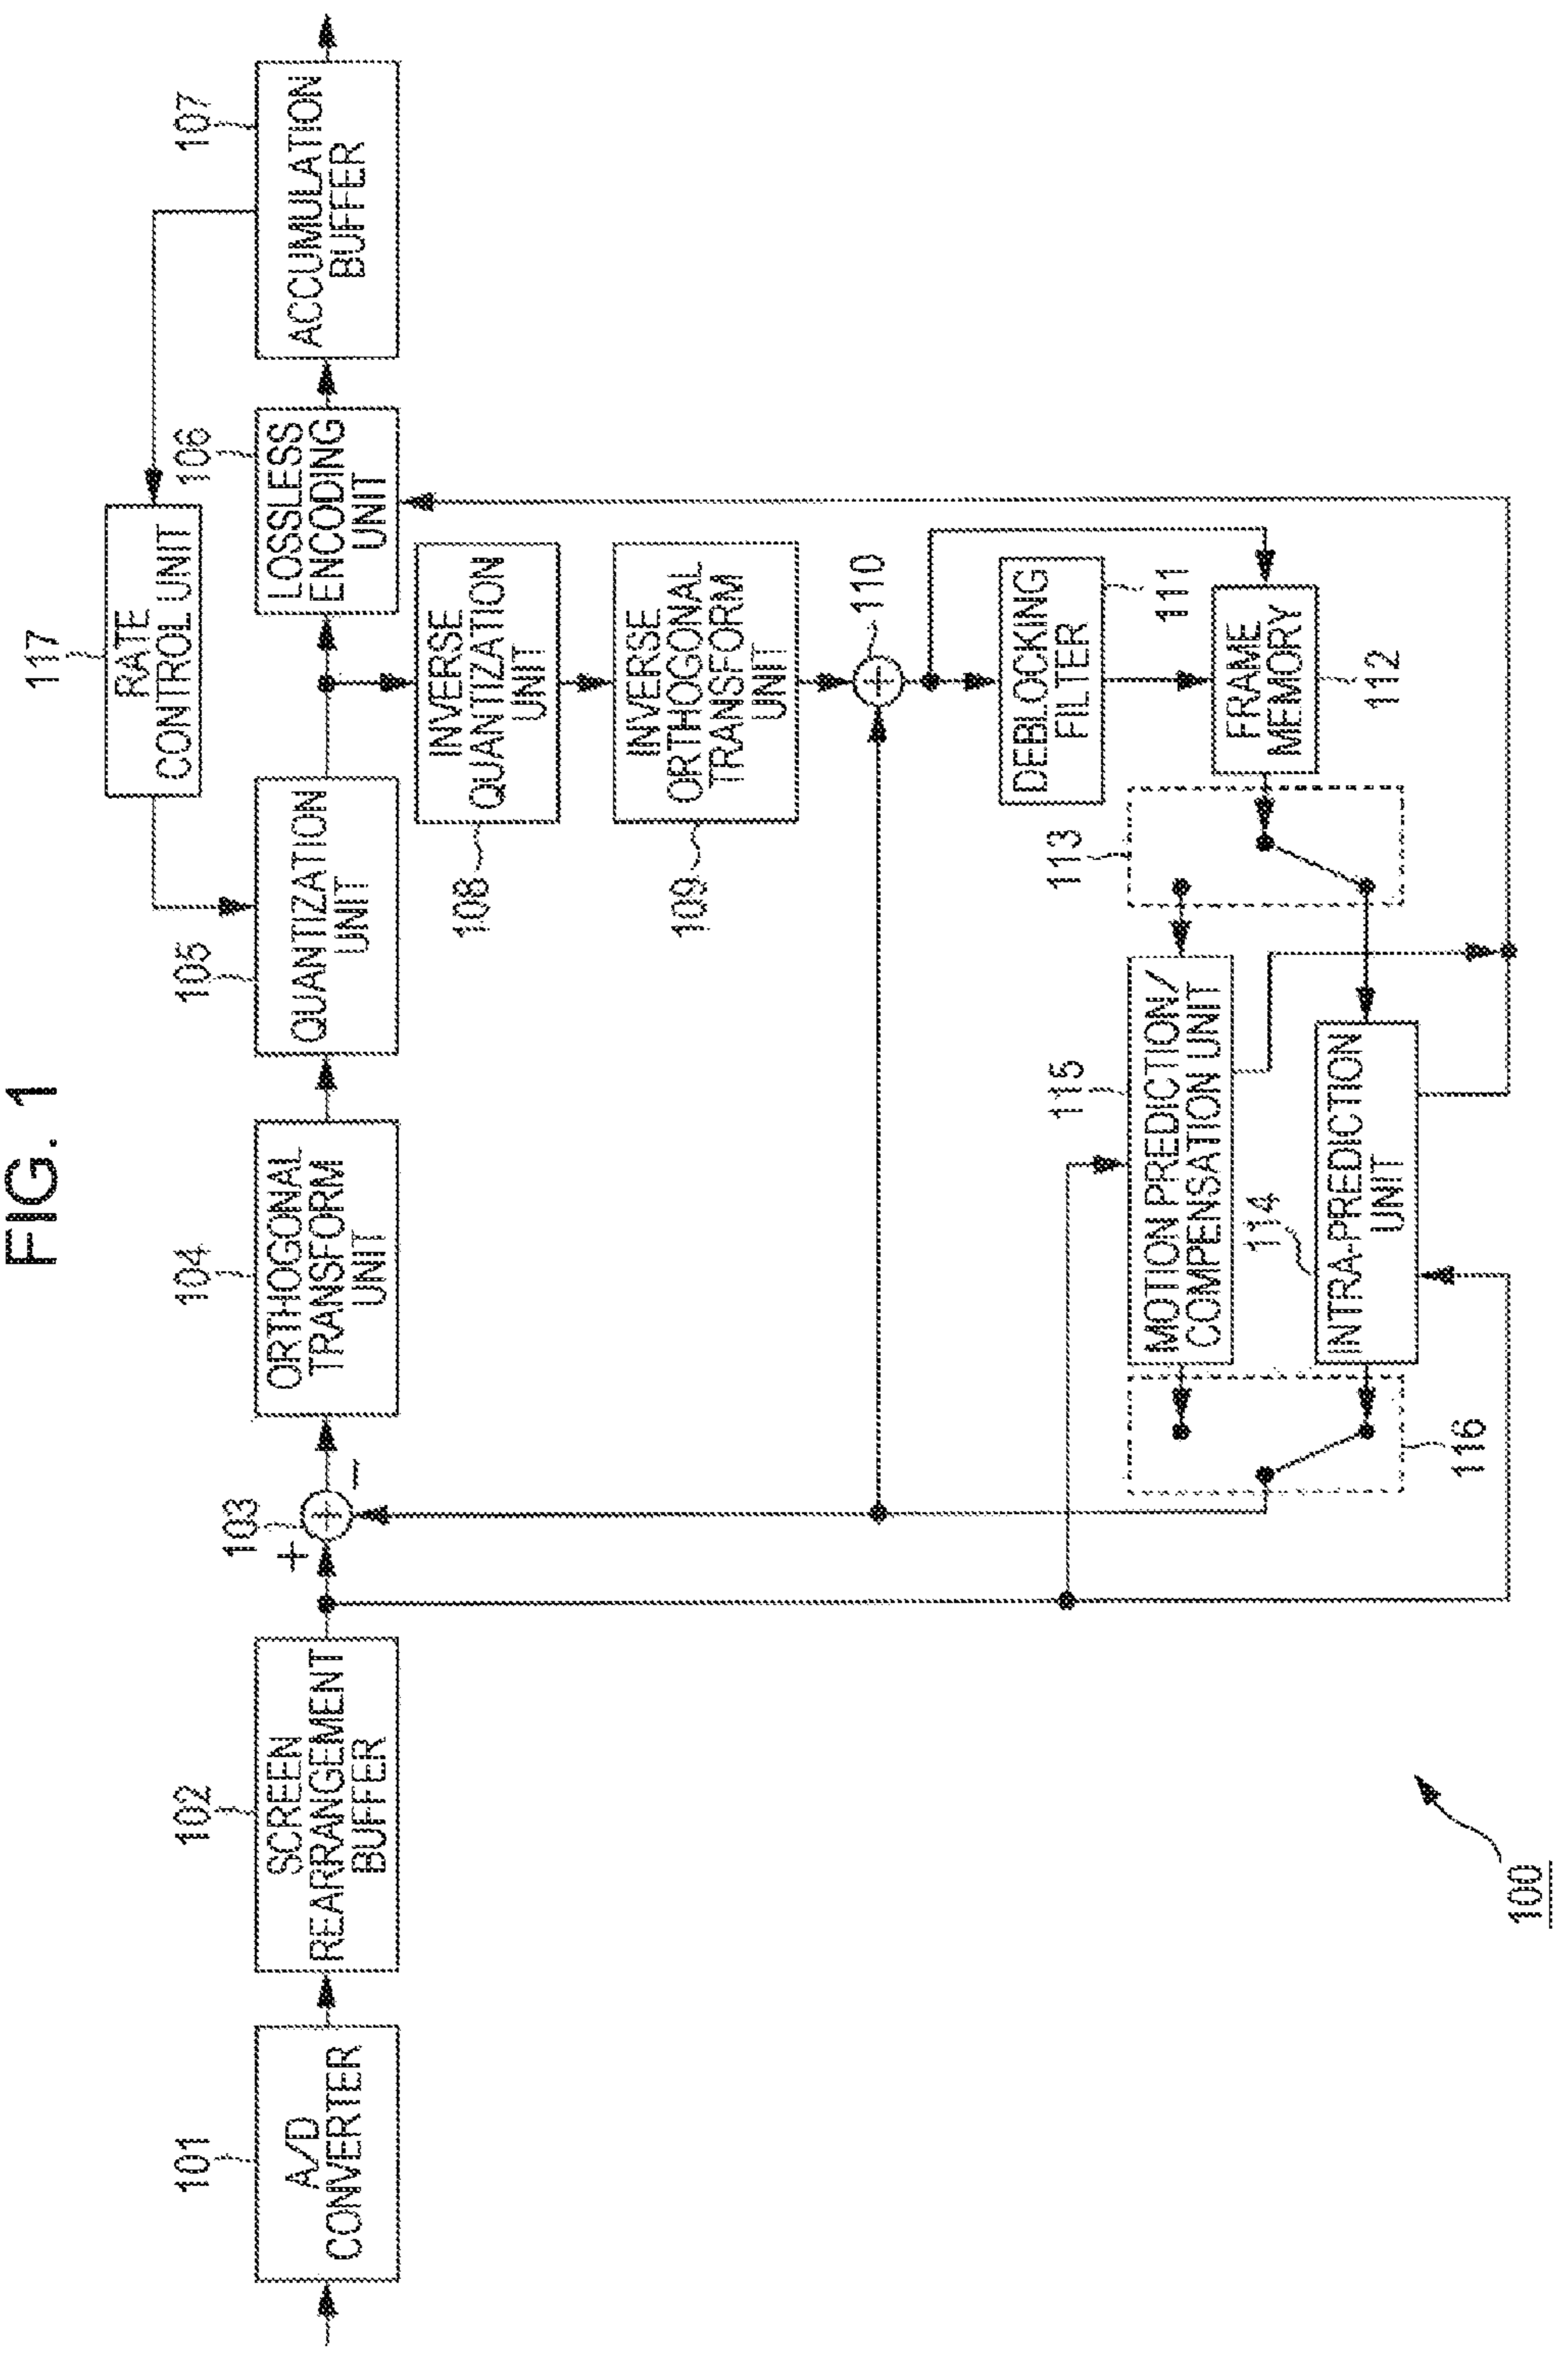 FIG. 1
117
RATE
CONTROL UNIT
101
A/D
CONVERTER
102
SCREEN
REARRANGEMENT
BUFFER
103
+
−
104
ORTHOGONAL
TRANSFORM
UNIT
105
QUANTIZATION
UNIT
106
LOSSLESS
ENCODING
UNIT
107
ACCUMULATION
BUFFER
108
INVERSE
QUANTIZATION
UNIT
109
INVERSE
ORTHOGONAL
TRANSFORM
UNIT
110
DEBLOCKING
FILTER
111
FRAME
MEMORY
112
113
115
MOTION PREDICTION/
COMPENSATION UNIT
114
INTRA-PREDICTION
UNIT
116
100